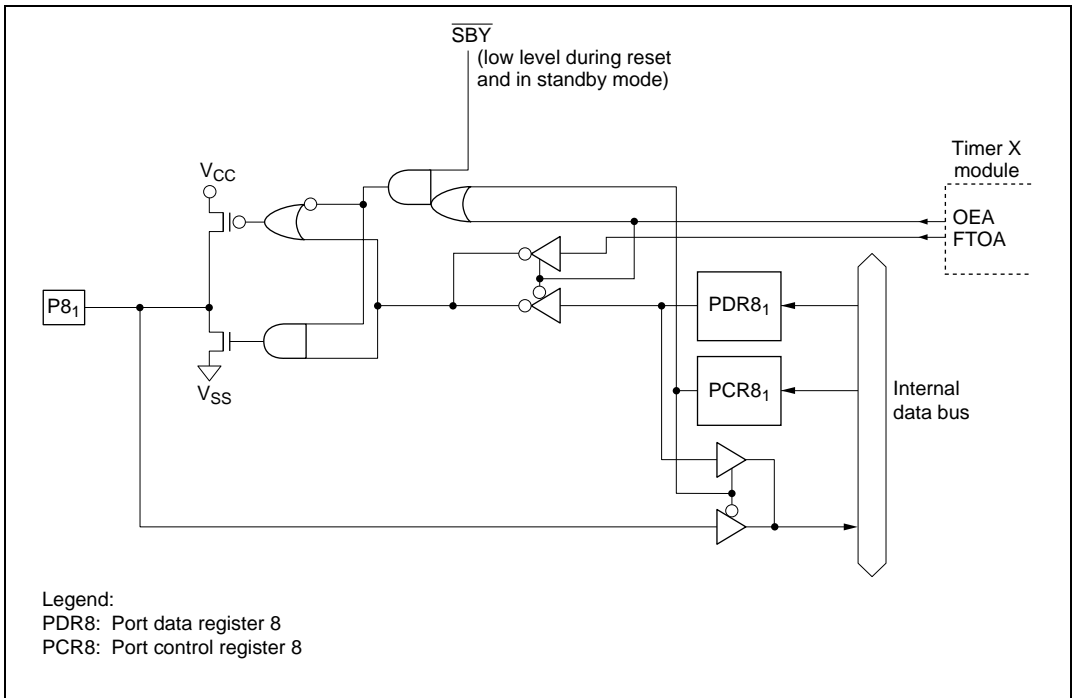 SBY
(low level during reset
and in standby mode)
Timer X
module
VCC
OEA
FTOA
P81
PDR81
PCR81
VSS
Internal
data bus
Legend:
PDR8: Port data register 8
PCR8: Port control register 8